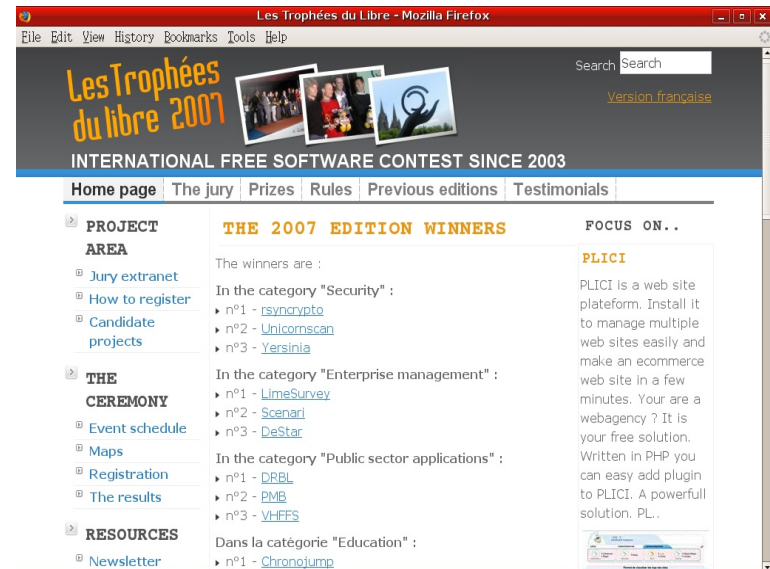 Les Trophées du Libre - Mozilla Firefox
File Edit View History Bookmarks Tools Help
Les Trophées
du libre 2007
Search Search
Version française
INTERNATIONAL FREE SOFTWARE CONTEST SINCE 2003
Home page The jury Prizes Rules Previous editions Testimonials
PROJECT
AREA
Jury extranet
How to register
Candidate
projects
THE
CEREMONY
Event schedule
Maps
Registration
The results
RESOURCES
Newsletter
THE 2007 EDITION WINNERS
The winners are :
In the category "Security" :
n°1 - rsyncrypto
n°2 - Unicornscan
n°3 - Yersinia
In the category "Enterprise management" :
n°1 - LimeSurvey
n°2 - Scenari
n°3 - DeStar
In the category "Public sector applications" :
n°1 - DRBL
n°2 - PMB
n°3 - VHFFS
Dans la catégorie "Education" :
n°1 - Chronojump
FOCUS ON..
PLICI
PLICI is a web site
plateform. Install it
to manage multiple
web sites easily and
make an ecommerce
web site in a few
minutes. Your are a
webagency ? It is
your free solution.
Written in PHP you
can easy add plugin
to PLICI. A powerfull
solution. PL..